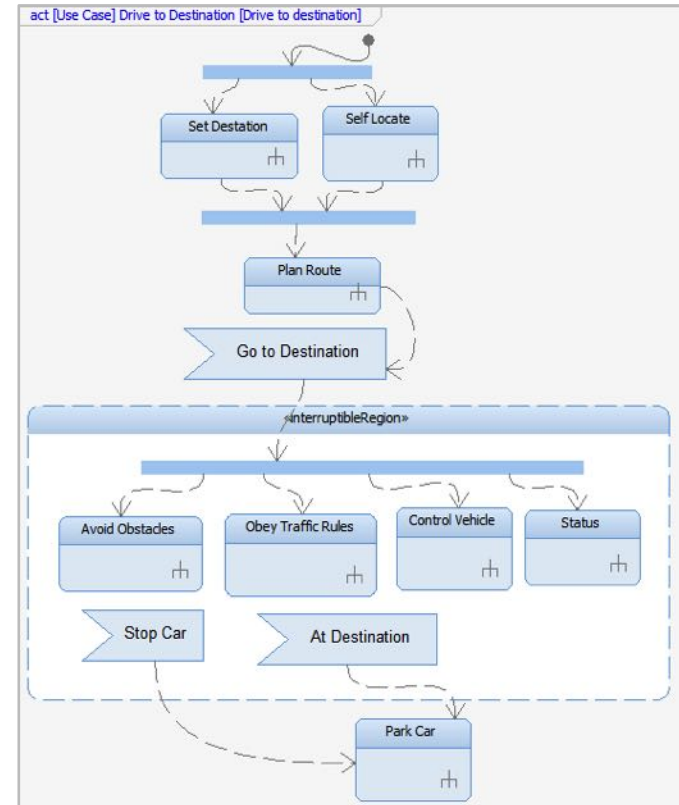 act [Use Case] Drive to Destination [Drive to destination]
Set Destation
Self Locate
Plan Route
Go to Destination
«interruptibleRegion»
Avoid Obstacles
Obey Traffic Rules
Control Vehicle
Status
Stop Car
At Destination
Park Car